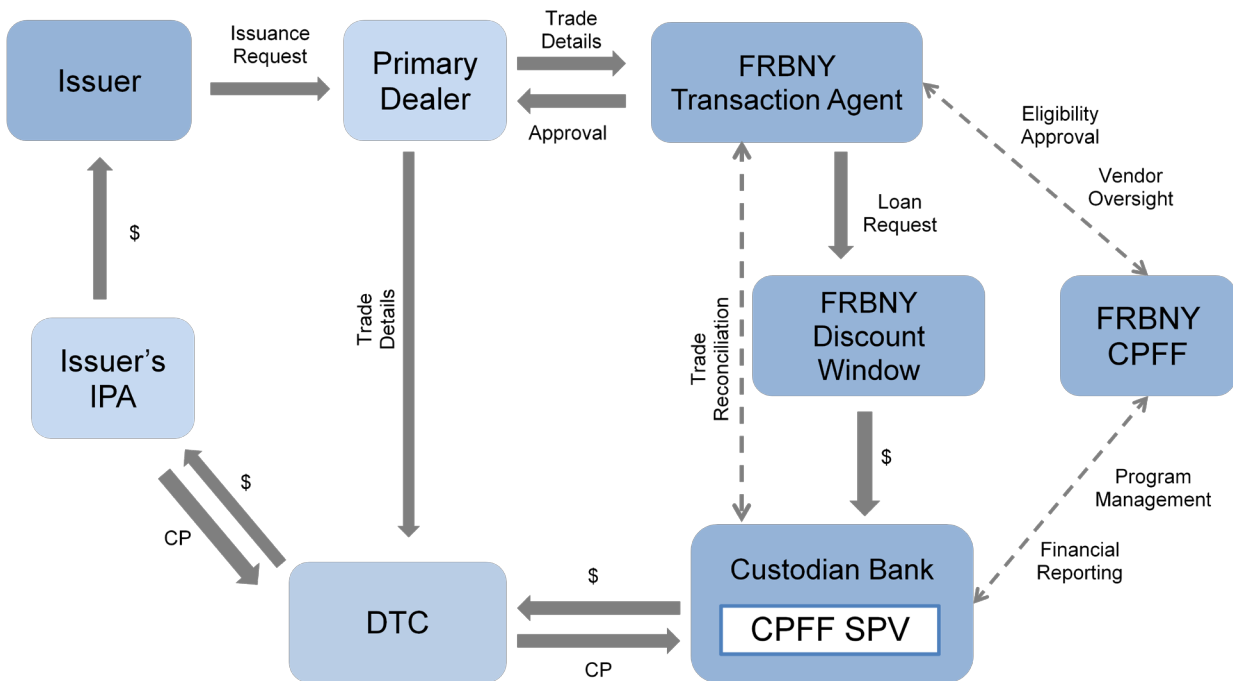 Issuer
Issuance
Request
Primary
Dealer
Trade
Details
Approval
FRBNY
Transaction Agent
Eligibility
Approval
Vendor
Oversight
$
Trade
Details
Trade
Reconciliation
Loan
Request
FRBNY
Discount
Window
FRBNY
CPFF
Issuer's
IPA
$
CP
$
Program
Management
Financial
Reporting
DTC
$
CP
Custodian Bank
CPFF SPV